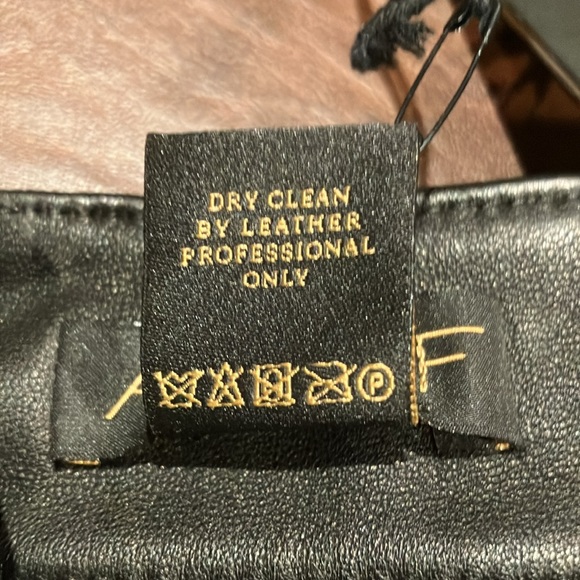 DRY CLEAN
BY LEATHER
PROFESSIONAL
ONLY
P